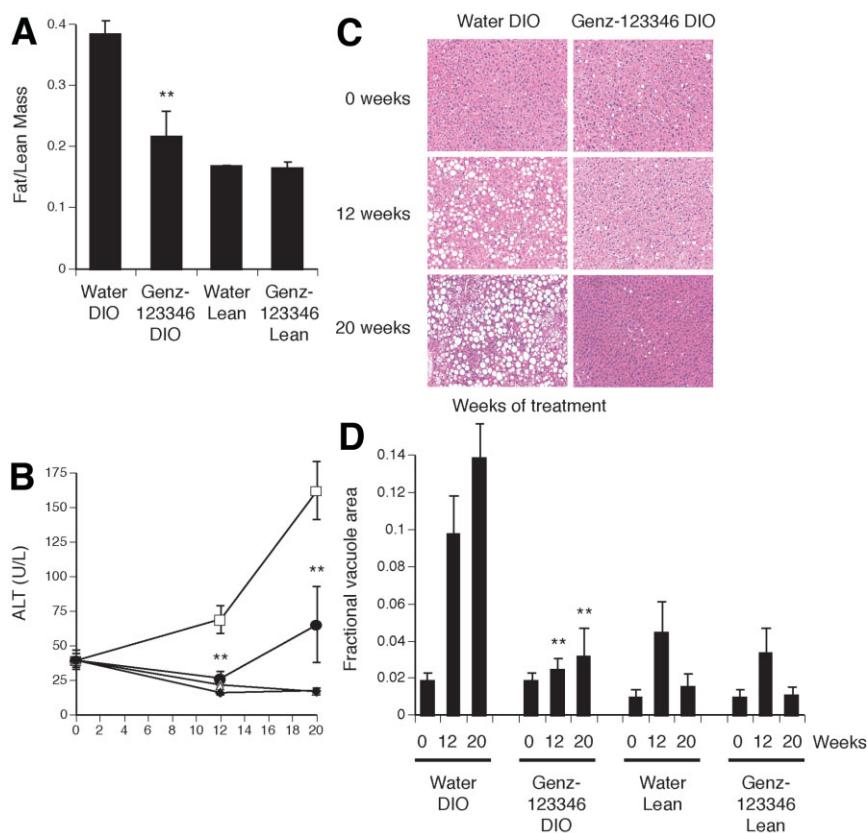 A
0.4
0.3
0.2
0.1
0
Fat/Lean Mass
**
Water
DIO
Genz-
123346
DIO
Water
Lean
Genz-
123346
Lean
C
Water DIO
Genz-123346 DIO
0 weeks
12 weeks
20 weeks
Weeks of treatment
B
175
150
125
100
75
50
25
0
ALT (U/L)
**
**
0 2 4 6 8 10 12 14 16 18 20
D
0.14
0.12
0.1
0.08
0.06
0.04
0.02
0
Fractional vacuole area
** **
0 12 20 0 12 20 0 12 20 0 12 20 Weeks
Water
DIO
Genz-
123346
DIO
Water
Lean
Genz-
123346
Lean